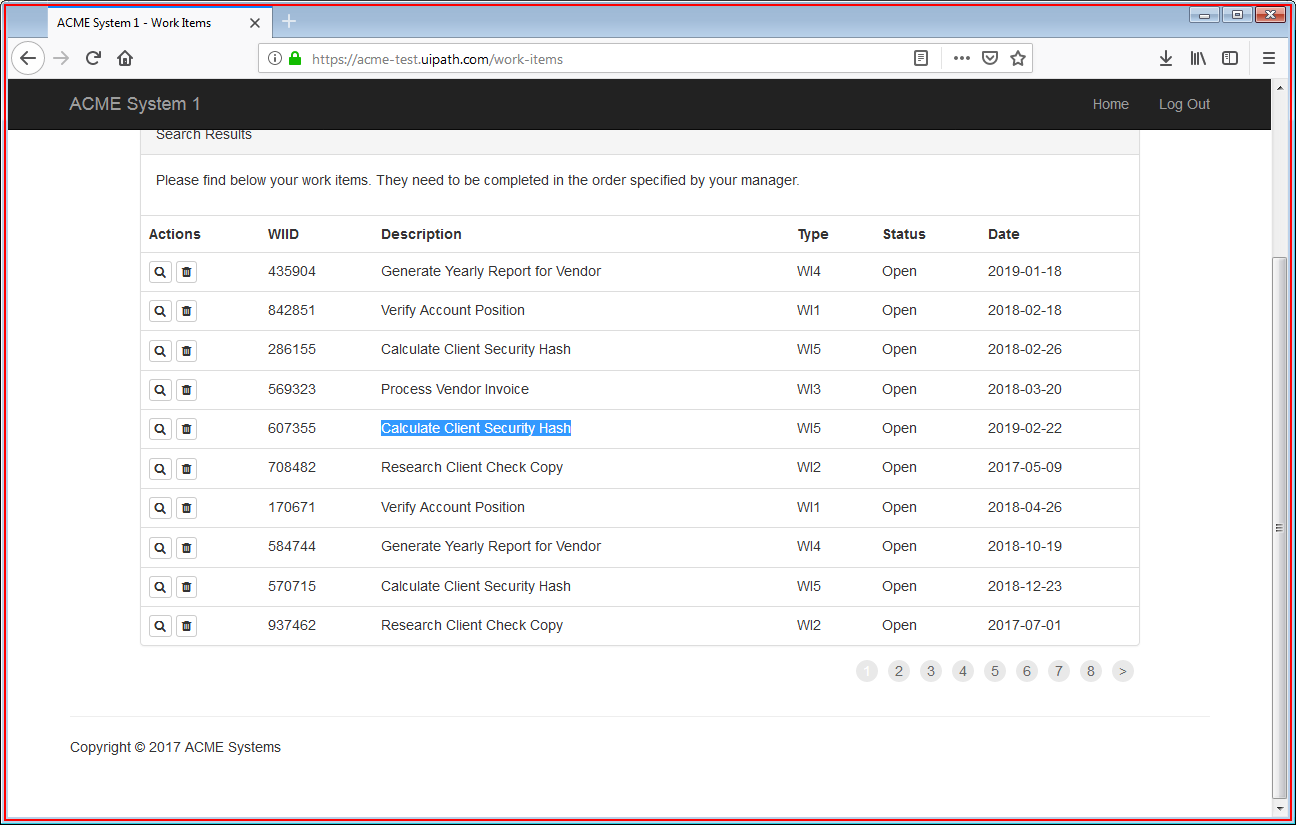 ACME System 1 - Work Items
https://acme-test.uipath.com/work-items
ACME System 1 Home Log Out
Search Results
Please find below your work items. They need to be completed in the order specified by your manager.
Actions WIID Description Type Status Date
435904 Generate Yearly Report for Vendor WI4 Open 2019-01-18
842851 Verify Account Position WI1 Open 2018-02-18
286155 Calculate Client Security Hash WI5 Open 2018-02-26
569323 Process Vendor Invoice WI3 Open 2018-03-20
607355 Calculate Client Security Hash WI5 Open 2019-02-22
708482 Research Client Check Copy WI2 Open 2017-05-09
170671 Verify Account Position WI1 Open 2018-04-26
584744 Generate Yearly Report for Vendor WI4 Open 2018-10-19
570715 Calculate Client Security Hash WI5 Open 2018-12-23
937462 Research Client Check Copy WI2 Open 2017-07-01
1 2 3 4 5 6 7 8 >
Copyright © 2017 ACME Systems